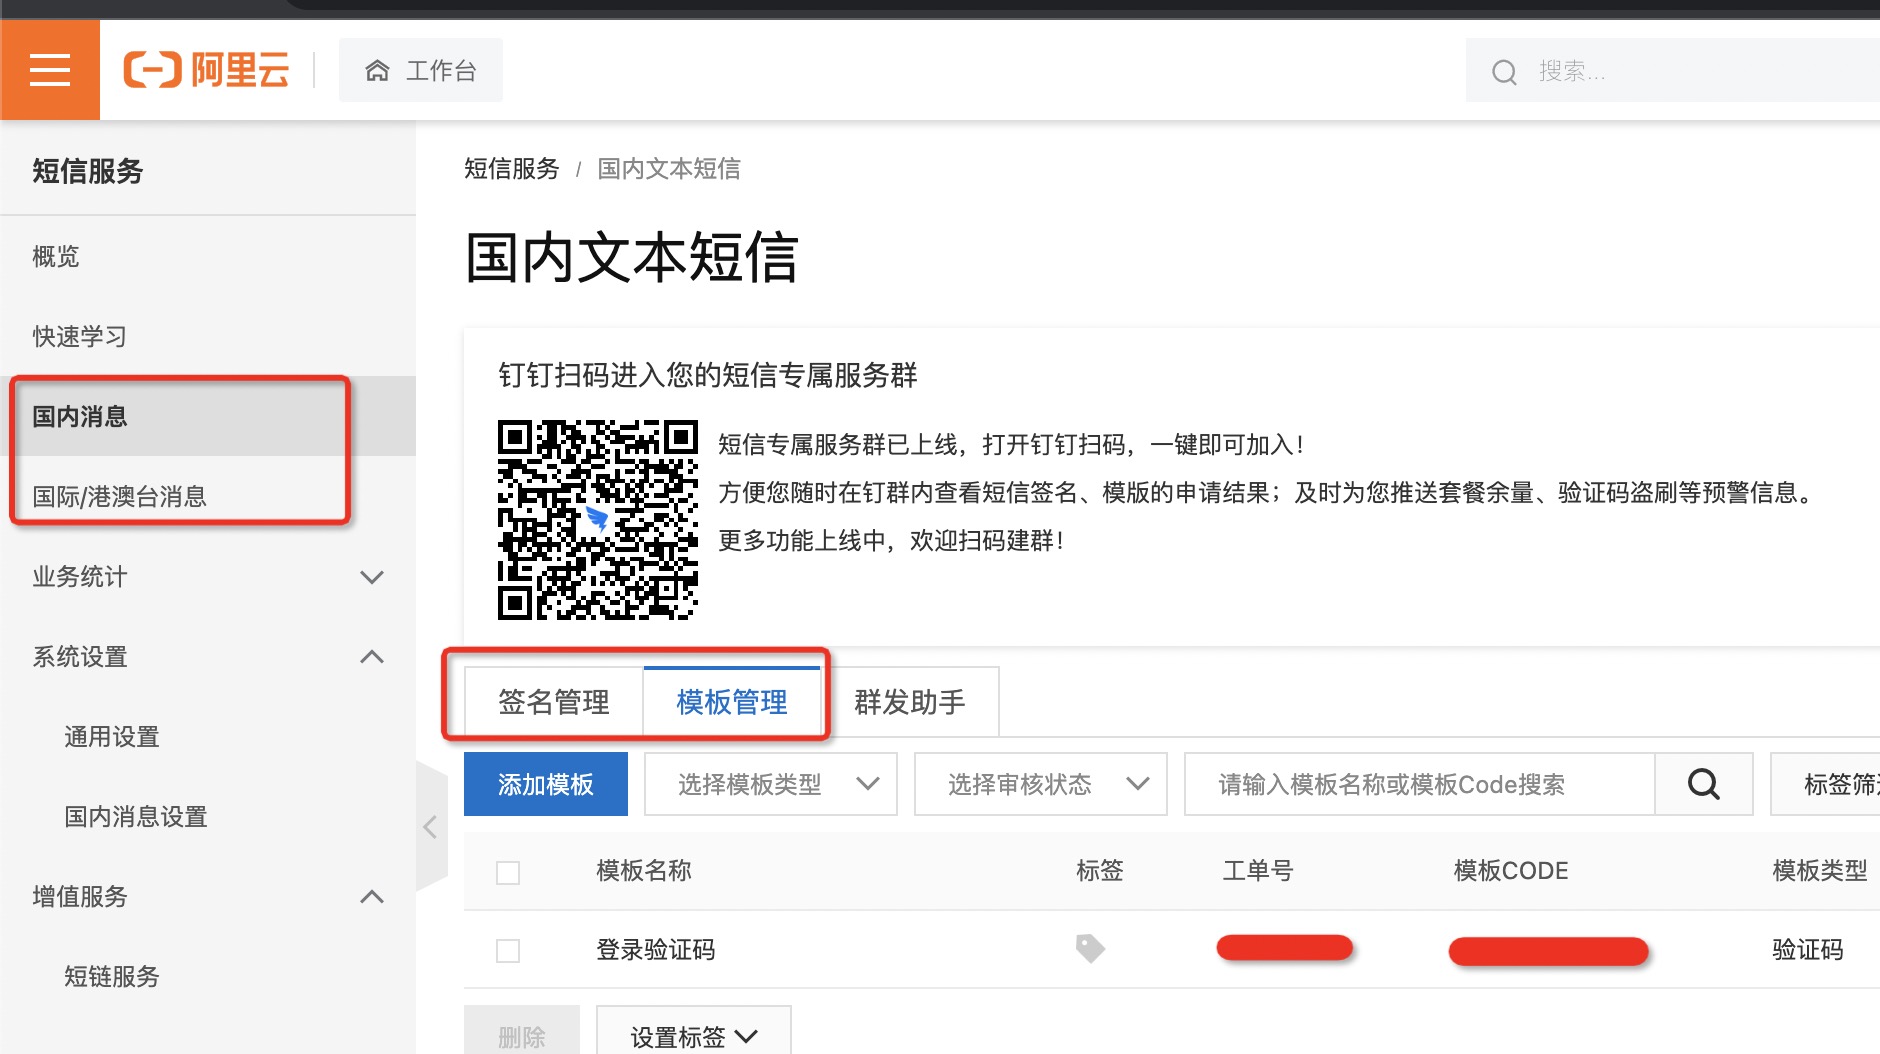 阿里云
工作台
搜索...
短信服务
概览
快速学习
国内消息
国际/港澳台消息
业务统计
系统设置
通用设置
国内消息设置
增值服务
短链服务
短信服务 / 国内文本短信
国内文本短信
钉钉扫码进入您的短信专属服务群
短信专属服务群已上线，打开钉钉扫码，一键即可加入！
方便您随时在钉群内查看短信签名、模版的申请结果；及时为您推送套餐余量、验证码盗刷等预警信息。
更多功能上线中，欢迎扫码建群！
签名管理 模板管理 群发助手
添加模板 选择模板类型 选择审核状态 请输入模板名称或模板Code搜索 标签筛
模板名称 标签 工单号 模板CODE 模板类型
登录验证码 验证码
删除 设置标签